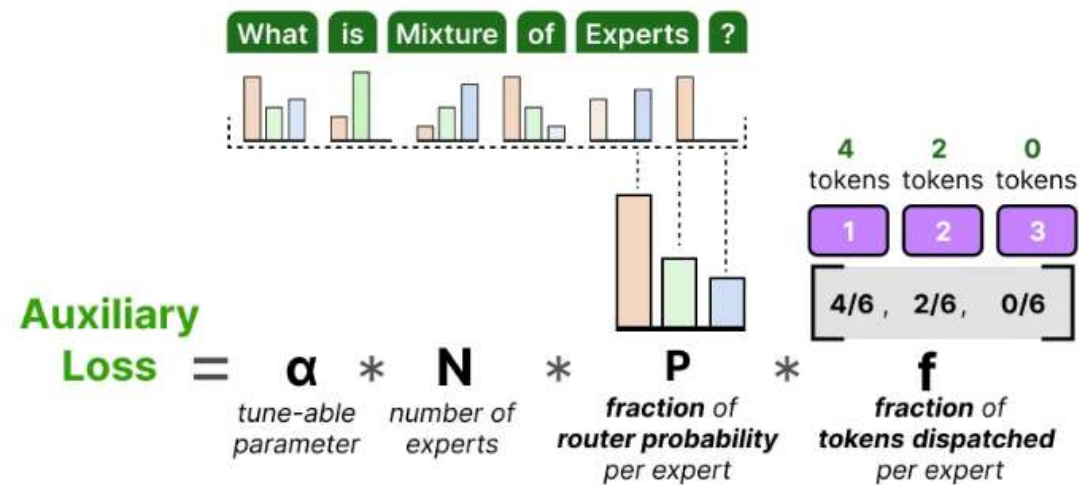 What is Mixture of Experts ?
4 2 0
tokens tokens tokens
1 2 3
4/6 , 2/6, 0/6
Auxiliary
Loss = α * N * P * f
tune-able
parameter
number of
experts
fraction of
router probability
per expert
fraction of
tokens dispatched
per expert